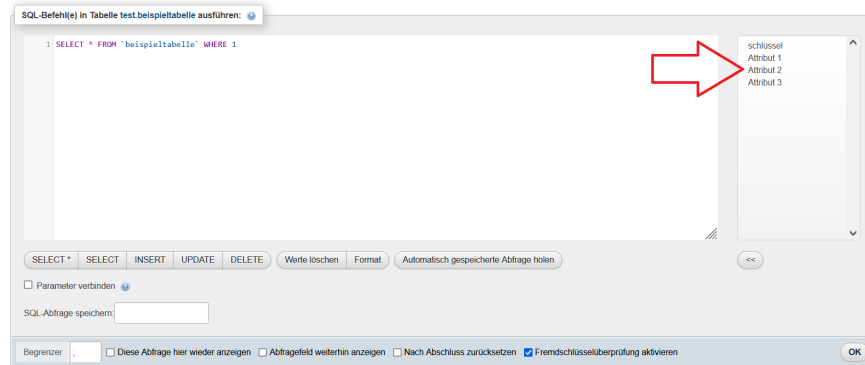 SQL-Befehl(e) in Tabelle test.beispieltabelle ausführen:
1 SELECT * FROM `beispieltabelle` WHERE 1
schlüssel
Attribut 1
Attribut 2
Attribut 3
SELECT * SELECT INSERT UPDATE DELETE Werte löschen Format Automatisch gespeicherte Abfrage holen <<
Parameter verbinden
SQL-Abfrage speichern:
Begrenzer ; Diese Abfrage hier wieder anzeigen Abfragefeld weiterhin anzeigen Nach Abschluss zurücksetzen Fremdschlüsselüberprüfung aktivieren OK